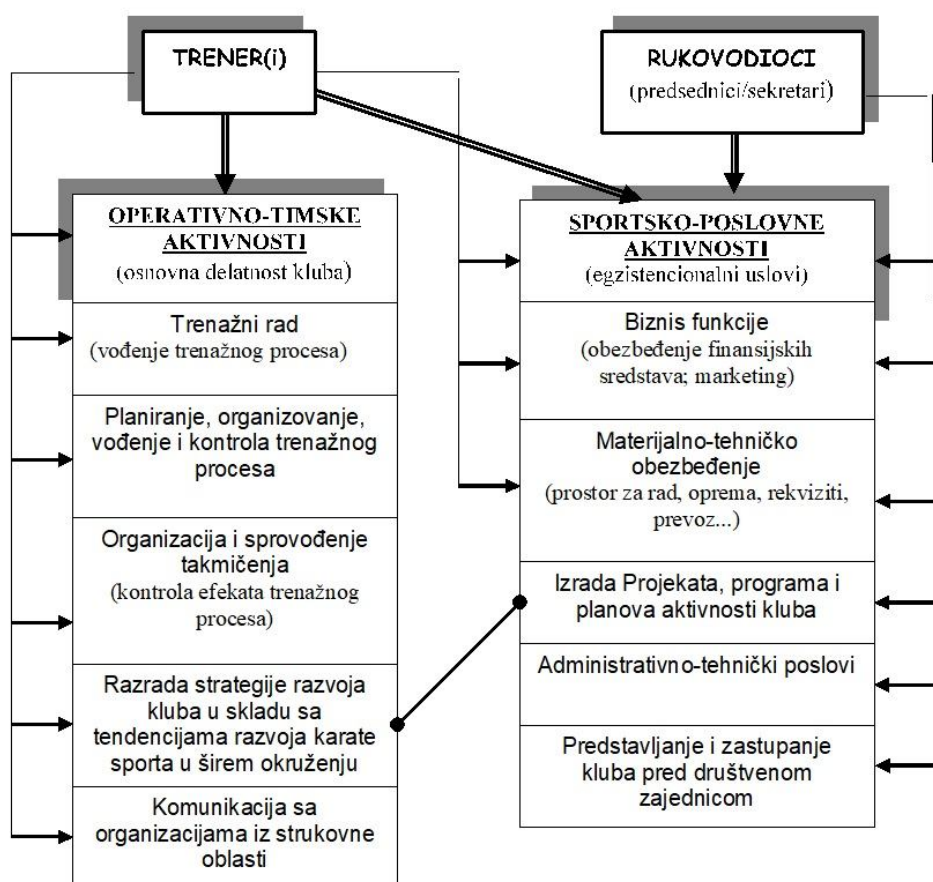 TRENER(i)
RUKOVODIOCI
(predsednici/sekretari)
OPERATIVNO-TIMSKE
AKTIVNOSTI
(osnovna delatnost kluba)
Trenažni rad
(vođenje trenažnog procesa)
Planiranje, organizovanje,
vođenje i kontrola trenažnog
procesa
Organizacija i sprovođenje
takmičenja
(kontrola efekata trenažnog
procesa)
Razrada strategije razvoja
kluba u skladu sa
tendencijama razvoja karate
sporta u širem okruženju
Komunikacija sa
organizacijama iz strukovne
oblasti
SPORTSKO-POSLOVNE
AKTIVNOSTI
(egzistencionalni uslovi)
Biznis funkcije
(obezbeđenje finansijskih
sredstava; marketing)
Materijalno-tehničko
obezbeđenje
(prostor za rad, oprema, rekviziti,
prevoz...)
Izrada Projekata, programa i
planova aktivnosti kluba
Administrativno-tehnički poslovi
Predstavljanje i zastupanje
kluba pred društvenom
zajednicom